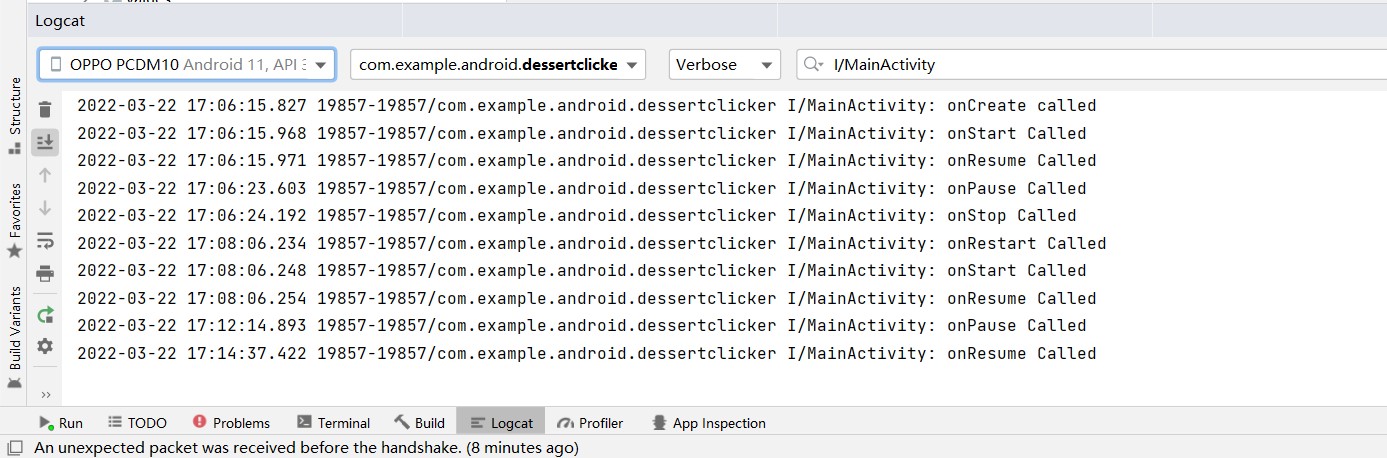 Logcat
OPPO PCDM10 Android 11, API
com.example.android.dessertclicke
Verbose
I/MainActivity
2022-03-22 17:06:15.827 19857-19857/com.example.android.dessertclicker I/MainActivity: onCreate called
2022-03-22 17:06:15.968 19857-19857/com.example.android.dessertclicker I/MainActivity: onStart Called
2022-03-22 17:06:15.971 19857-19857/com.example.android.dessertclicker I/MainActivity: onResume Called
2022-03-22 17:06:23.603 19857-19857/com.example.android.dessertclicker I/MainActivity: onPause Called
2022-03-22 17:06:24.192 19857-19857/com.example.android.dessertclicker I/MainActivity: onStop Called
2022-03-22 17:08:06.234 19857-19857/com.example.android.dessertclicker I/MainActivity: onRestart Called
2022-03-22 17:08:06.248 19857-19857/com.example.android.dessertclicker I/MainActivity: onStart Called
2022-03-22 17:08:06.254 19857-19857/com.example.android.dessertclicker I/MainActivity: onResume Called
2022-03-22 17:12:14.893 19857-19857/com.example.android.dessertclicker I/MainActivity: onPause Called
2022-03-22 17:14:37.422 19857-19857/com.example.android.dessertclicker I/MainActivity: onResume Called
Structure
Favorites
Build Variants
Run
TODO
Problems
Terminal
Build
Logcat
Profiler
App Inspection
An unexpected packet was received before the handshake. (8 minutes ago)